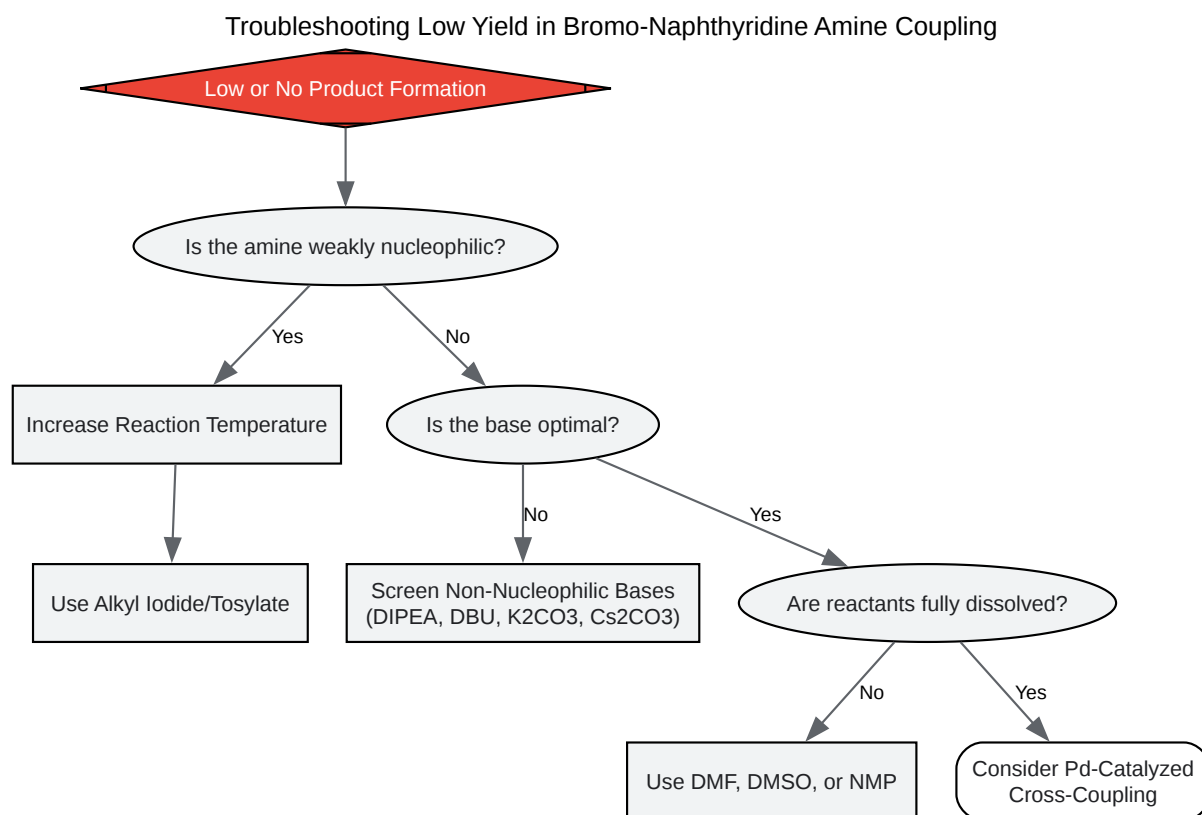 Troubleshooting Low Yield in Bromo-Naphthyridine Amine Coupling
Low or No Product Formation
Is the amine weakly nucleophilic?
Yes
No
Increase Reaction Temperature
Is the base optimal?
No
Yes
Use Alkyl Iodide/Tosylate
Screen Non-Nucleophilic Bases
(DIPEA, DBU, K2CO3, Cs2CO3)
Are reactants fully dissolved?
No
Yes
Use DMF, DMSO, or NMP
Consider Pd-Catalyzed
Cross-Coupling